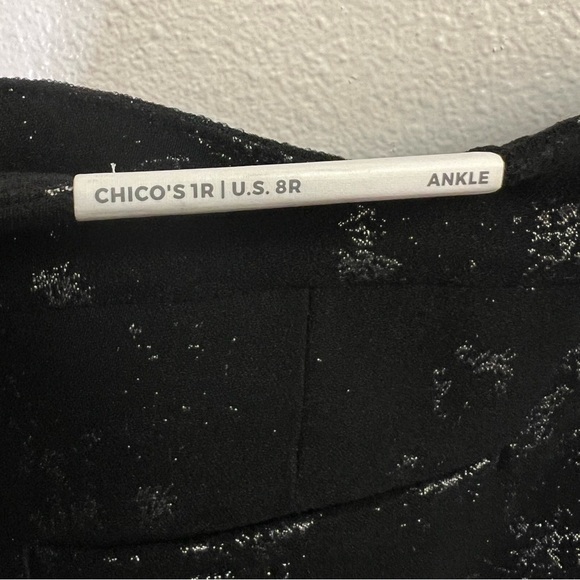 CHICO'S 1R | U.S. 8R ANKLE